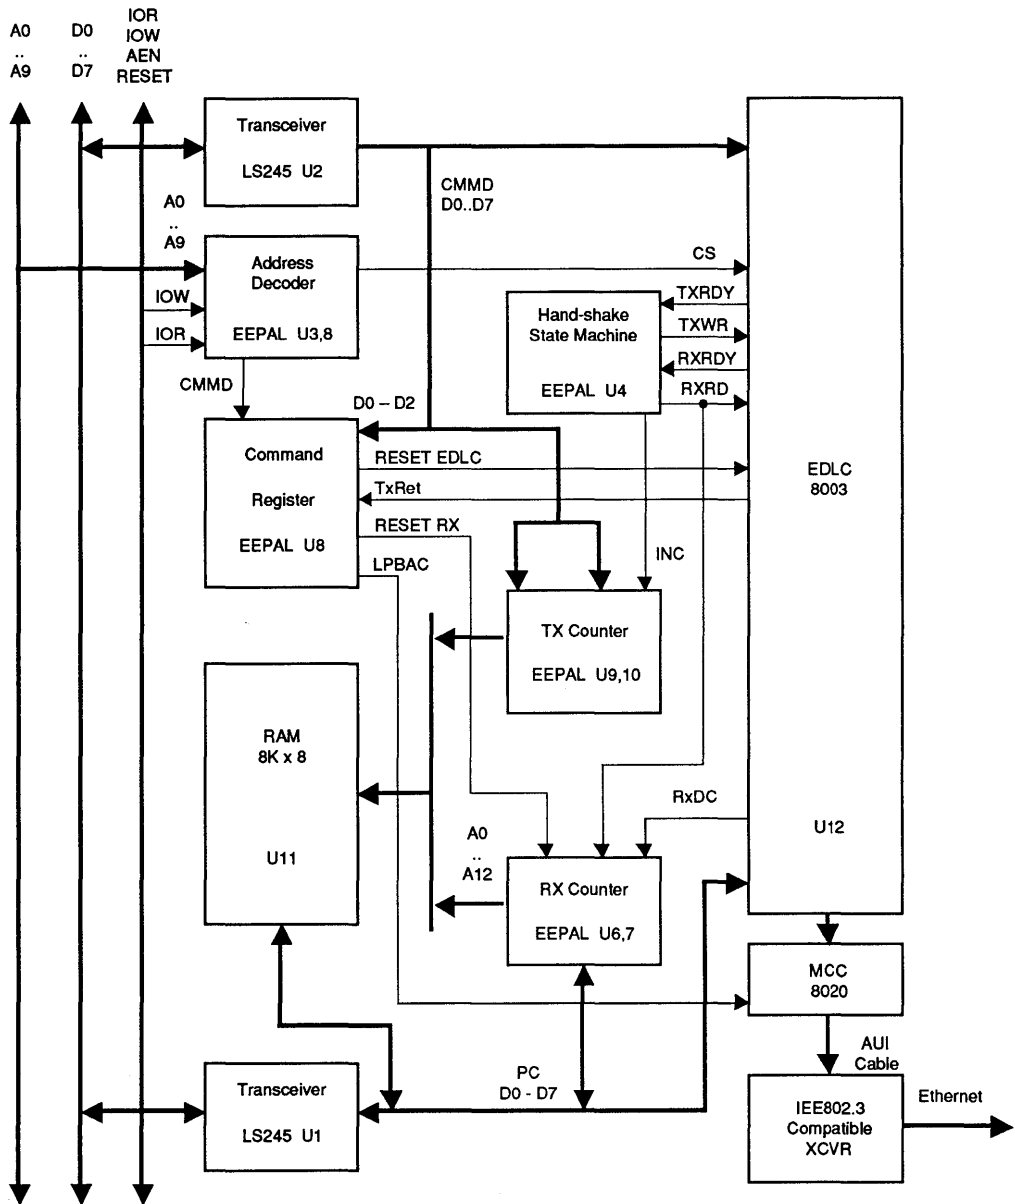 IOR
A0 D0 IOW
.. .. AEN
A9 D7 RESET
Transceiver
LS245 U2
CMMD
D0..D7
A0
..
A9
Address
Decoder
EEPAL U3,8
IOW
IOR
CS
TXRDY
TXWR
RXRDY
RXRD
Hand-shake
State Machine
EEPAL U4
CMMD
D0 – D2
Command
Register
EEPAL U8
RESET EDLC
TxRet
RESET RX
LPBAC
EDLC
8003
U12
INC
TX Counter
EEPAL U9,10
RAM
8K x 8
U11
RxDC
A0
..
A12
RX Counter
EEPAL U6,7
MCC
8020
AUI
Cable
PC
D0 - D7
Transceiver
LS245 U1
IEE802.3
Compatible
XCVR
Ethernet